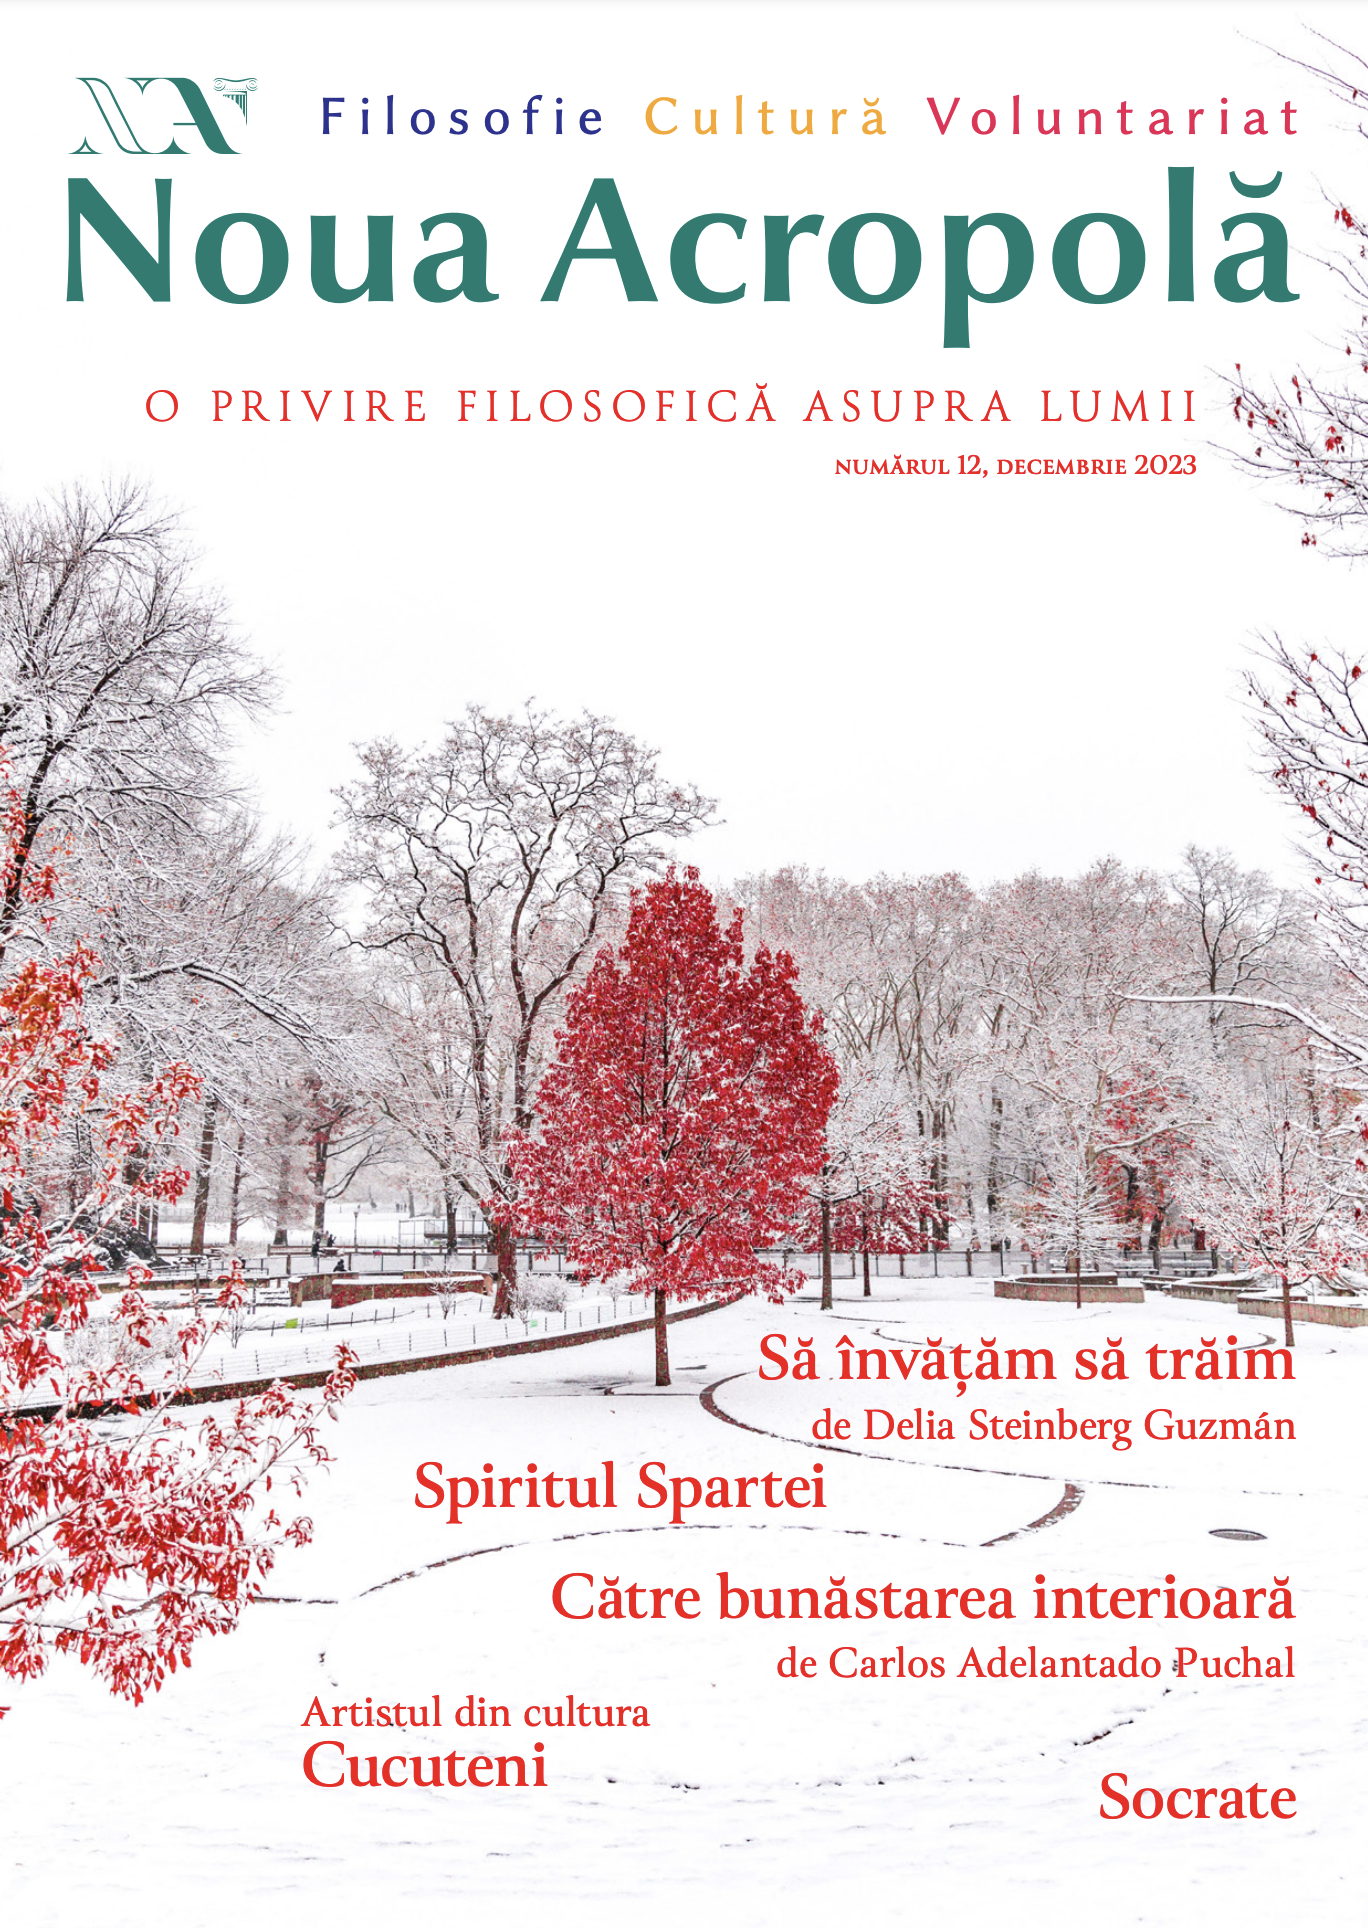 NA
Filosofie Cultură Voluntariat
Noua Acropolă
O PRIVIRE FILOSOFICĂ ASUPRA LUMII
NUMĂRUL 12, DECEMBRIE 2023
Să învățăm să trăim
de Delia Steinberg Guzmán
Spiritul Spartei
Către bunăstarea interioară
de Carlos Adelantado Puchal
Artistul din cultura
Cucuteni
Socrate